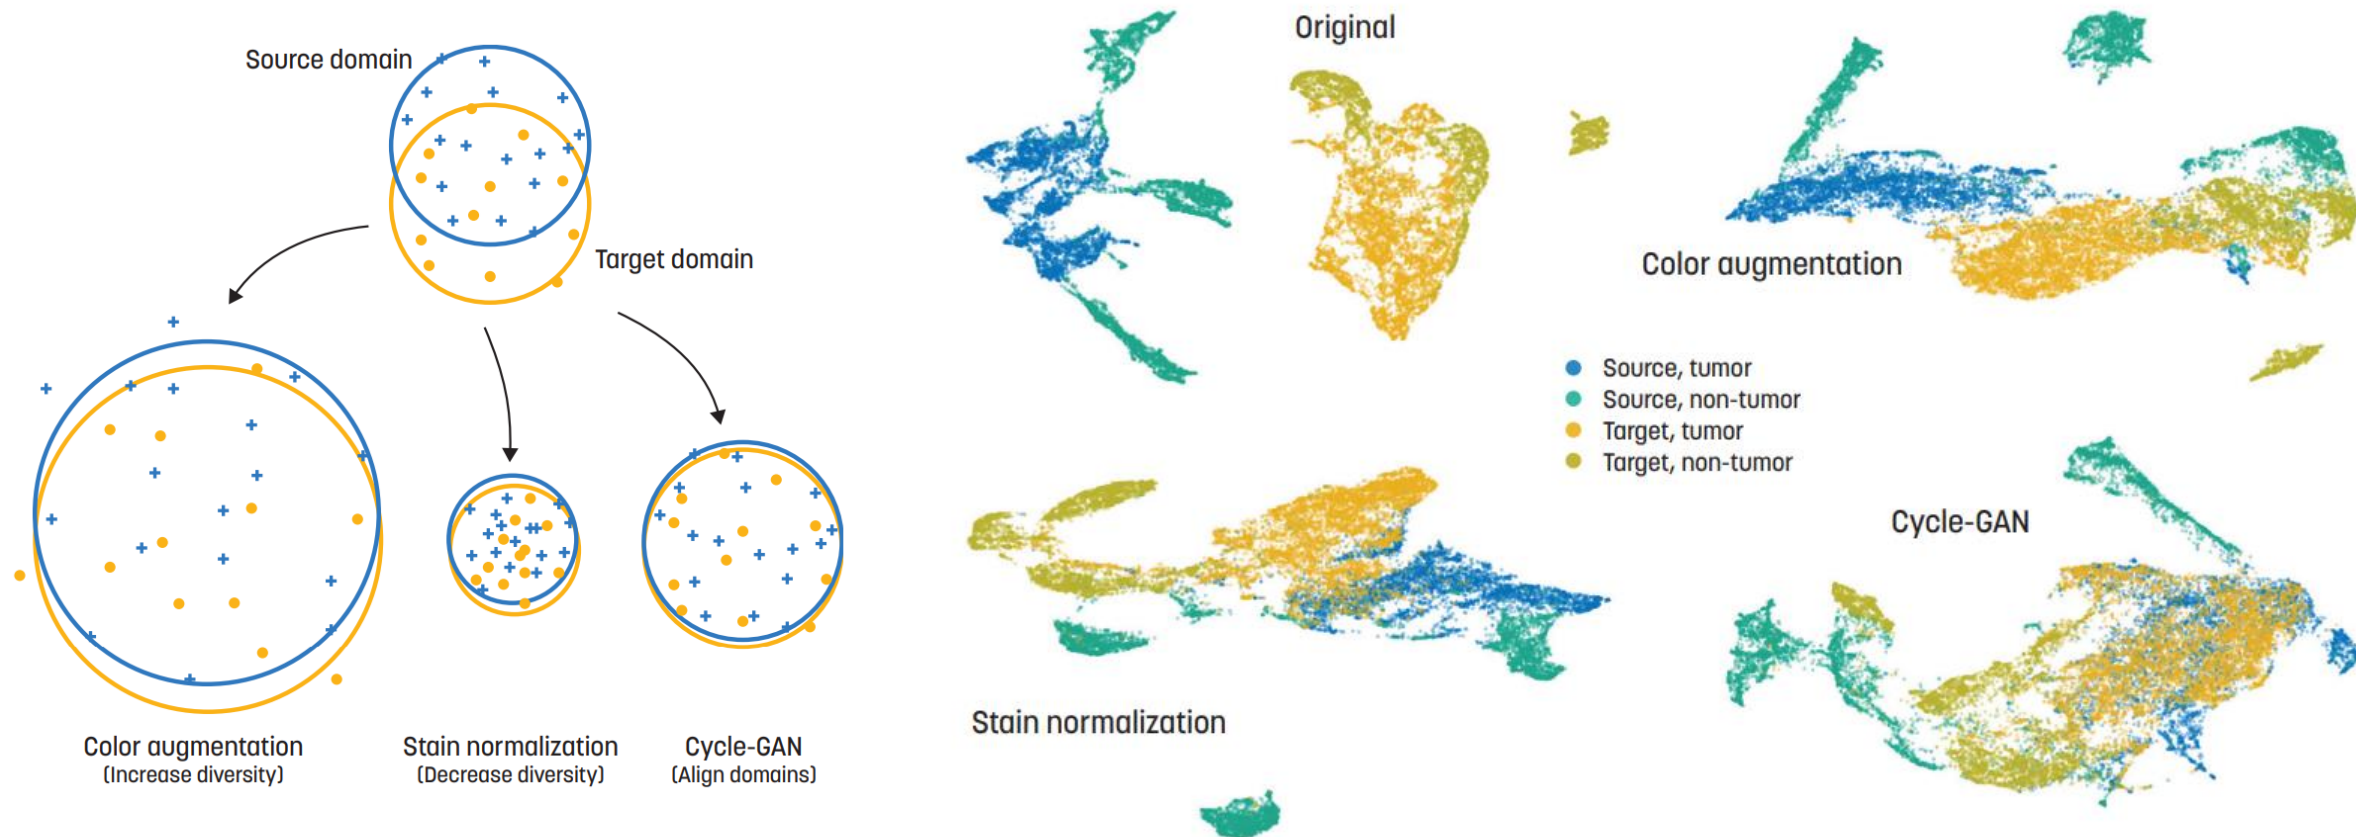 Source domain
Target domain
Color augmentation
(Increase diversity)
Stain normalization
(Decrease diversity)
Cycle-GAN
(Align domains)
Original
Color augmentation
Source, tumor
Source, non-tumor
Target, tumor
Target, non-tumor
Stain normalization
Cycle-GAN